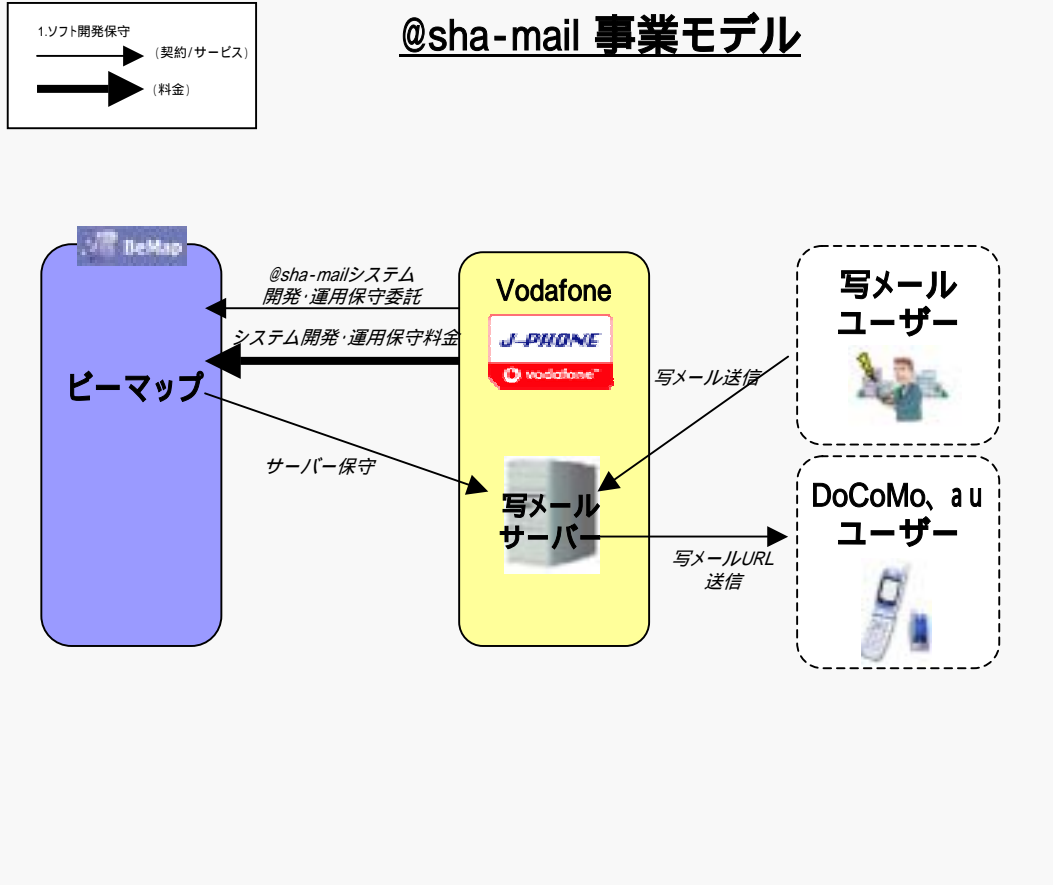 @sha-mail 事業モデル
1.ソフト開発保守
(契約/サービス)
(料金)
BeMap
ビーマップ
@sha-mailシステム
開発・運用保守委託
システム開発・運用保守料金
サーバー保守
Vodafone
J-PHONE
vodafone™
写メール
サーバー
写メール送信
写メールURL
送信
写メール
ユーザー
DoCoMo、au
ユーザー